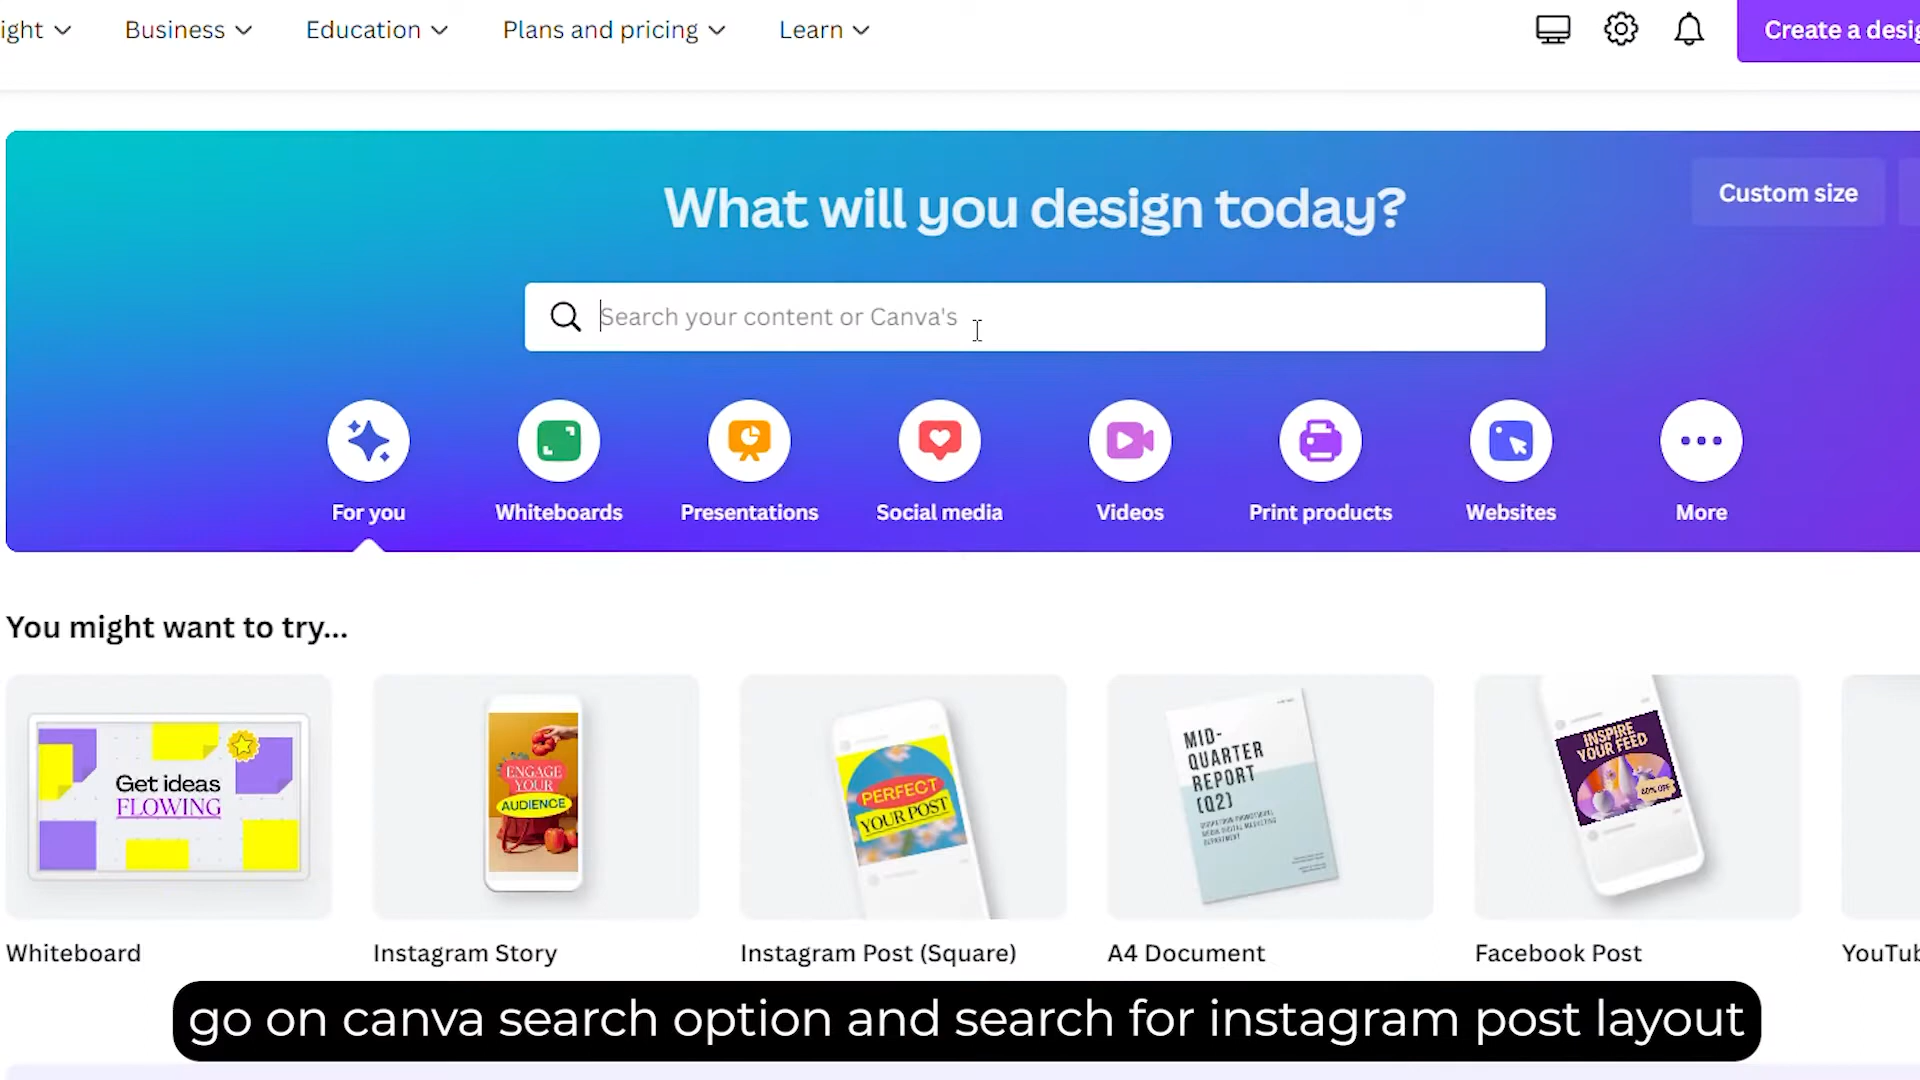 ight
Business
Education
Plans and pricing
Learn
Create a desig
What will you design today?
Custom size
Search your content or Canva's
For you
Whiteboards
Presentations
Social media
Videos
Print products
Websites
More
You might want to try...
Get ideas
FLOWING
ENGAGE
YOUR
AUDIENCE
PERFECT
YOUR POST
MID-
QUARTER
REPORT
(Q2)
INSPIRE
YOUR FEED
Whiteboard
Instagram Story
Instagram Post (Square)
A4 Document
Facebook Post
YouTub
go on canva search option and search for instagram post layout